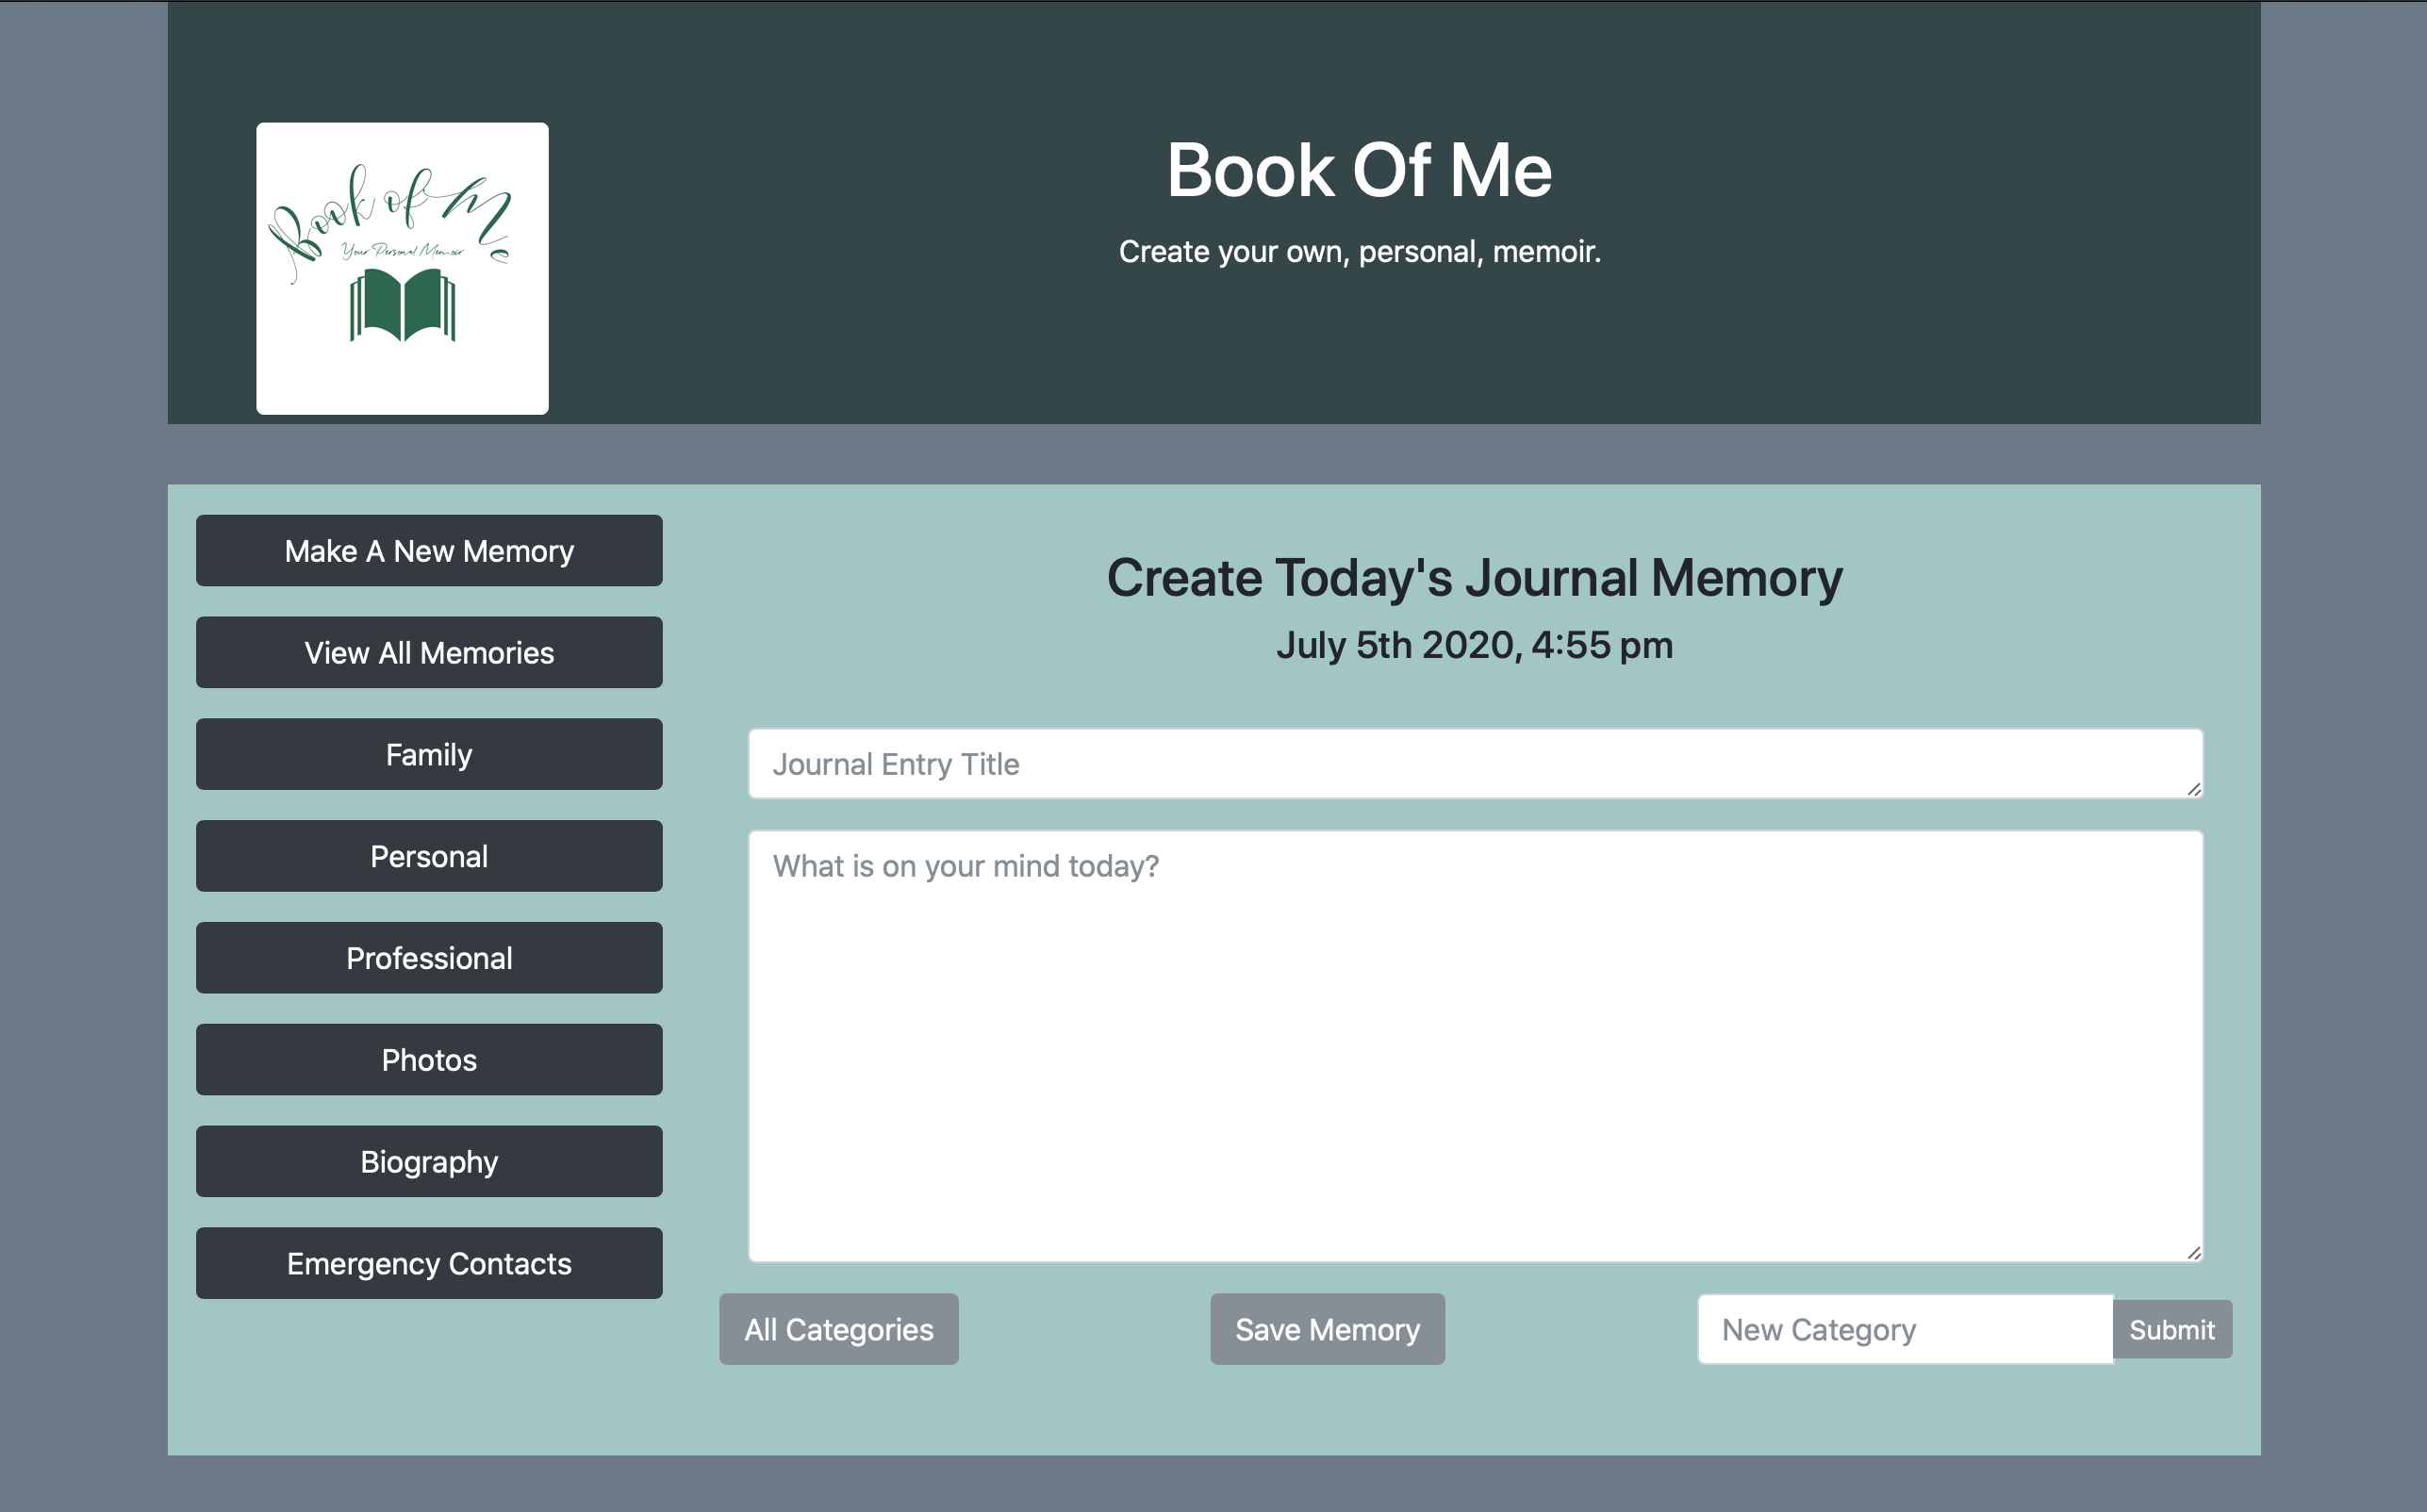 Book of Me
Your Personal Memoir
Book Of Me
Create your own, personal, memoir.
Make A New Memory
View All Memories
Family
Personal
Professional
Photos
Biography
Emergency Contacts
Create Today's Journal Memory
July 5th 2020, 4:55 pm
Journal Entry Title
What is on your mind today?
All Categories
Save Memory
New Category
Submit